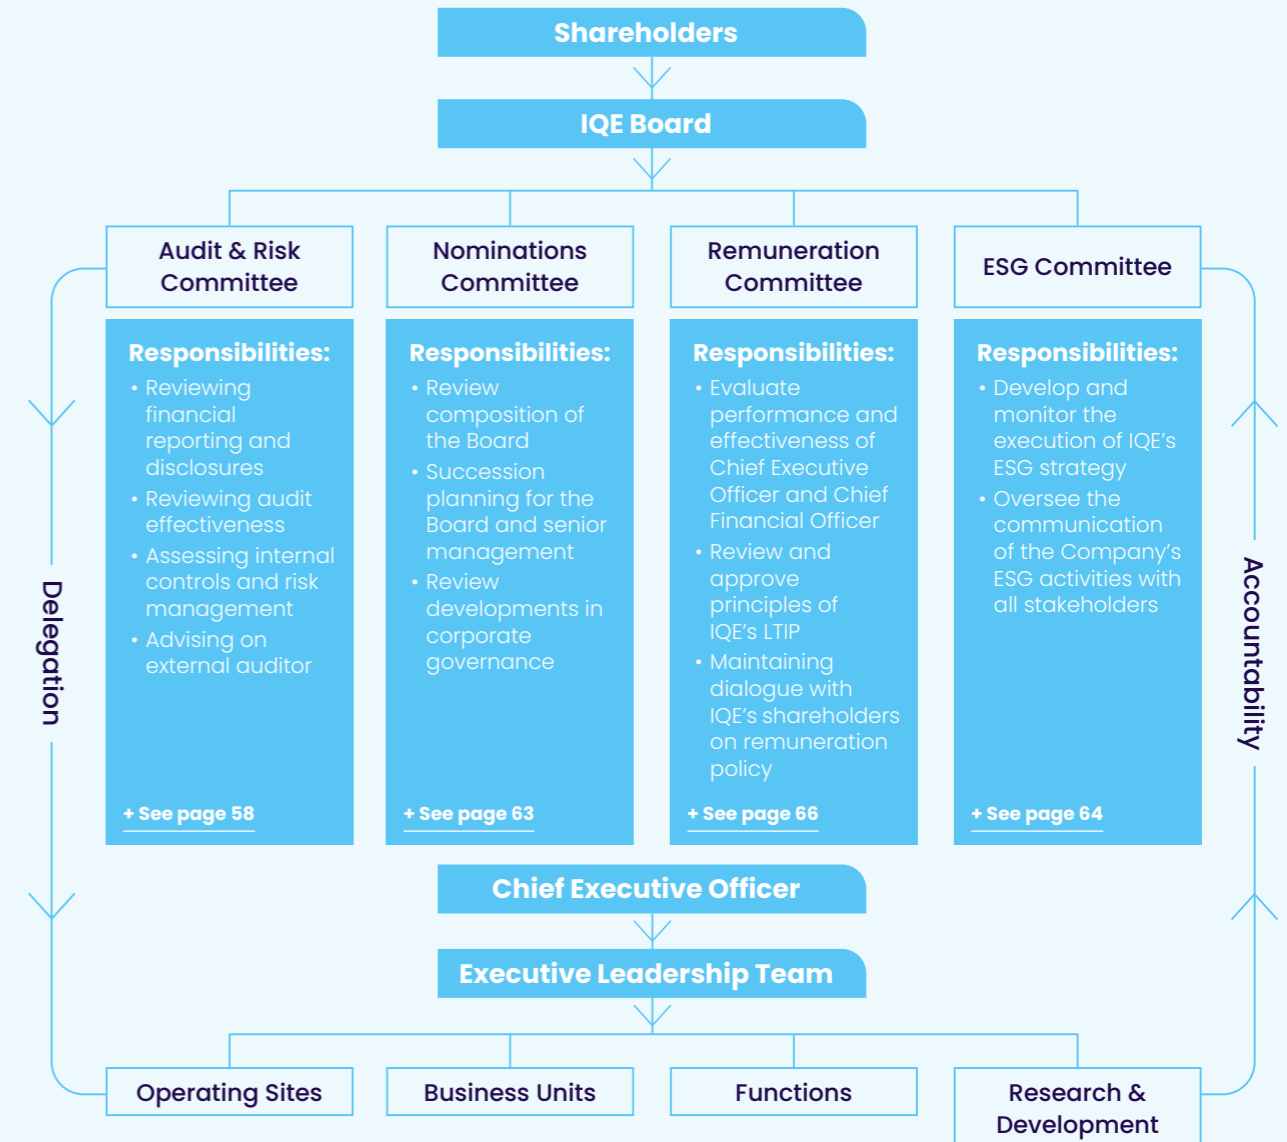 Shareholders
IQE Board
Audit & Risk
Committee
Nominations
Committee
Remuneration
Committee
ESG Committee
Responsibilities:
• Reviewing
financial
reporting and
disclosures
• Reviewing audit
effectiveness
• Assessing internal
controls and risk
management
• Advising on
external auditor
+ See page 58
Responsibilities:
• Review
composition of
the Board
• Succession
planning for the
Board and senior
management
• Review
developments in
corporate
governance
+ See page 63
Responsibilities:
• Evaluate
performance and
effectiveness of
Chief Executive
Officer and Chief
Financial Officer
• Review and
approve
principles of
IQE's LTIP
• Maintaining
dialogue with
IQE's shareholders
on remuneration
policy
+ See page 66
Responsibilities:
• Develop and
monitor the
execution of IQE's
ESG strategy
• Oversee the
communication
of the Company's
ESG activities with
all stakeholders
+ See page 64
Delegation
Accountability
Chief Executive Officer
Executive Leadership Team
Operating Sites
Business Units
Functions
Research &
Development